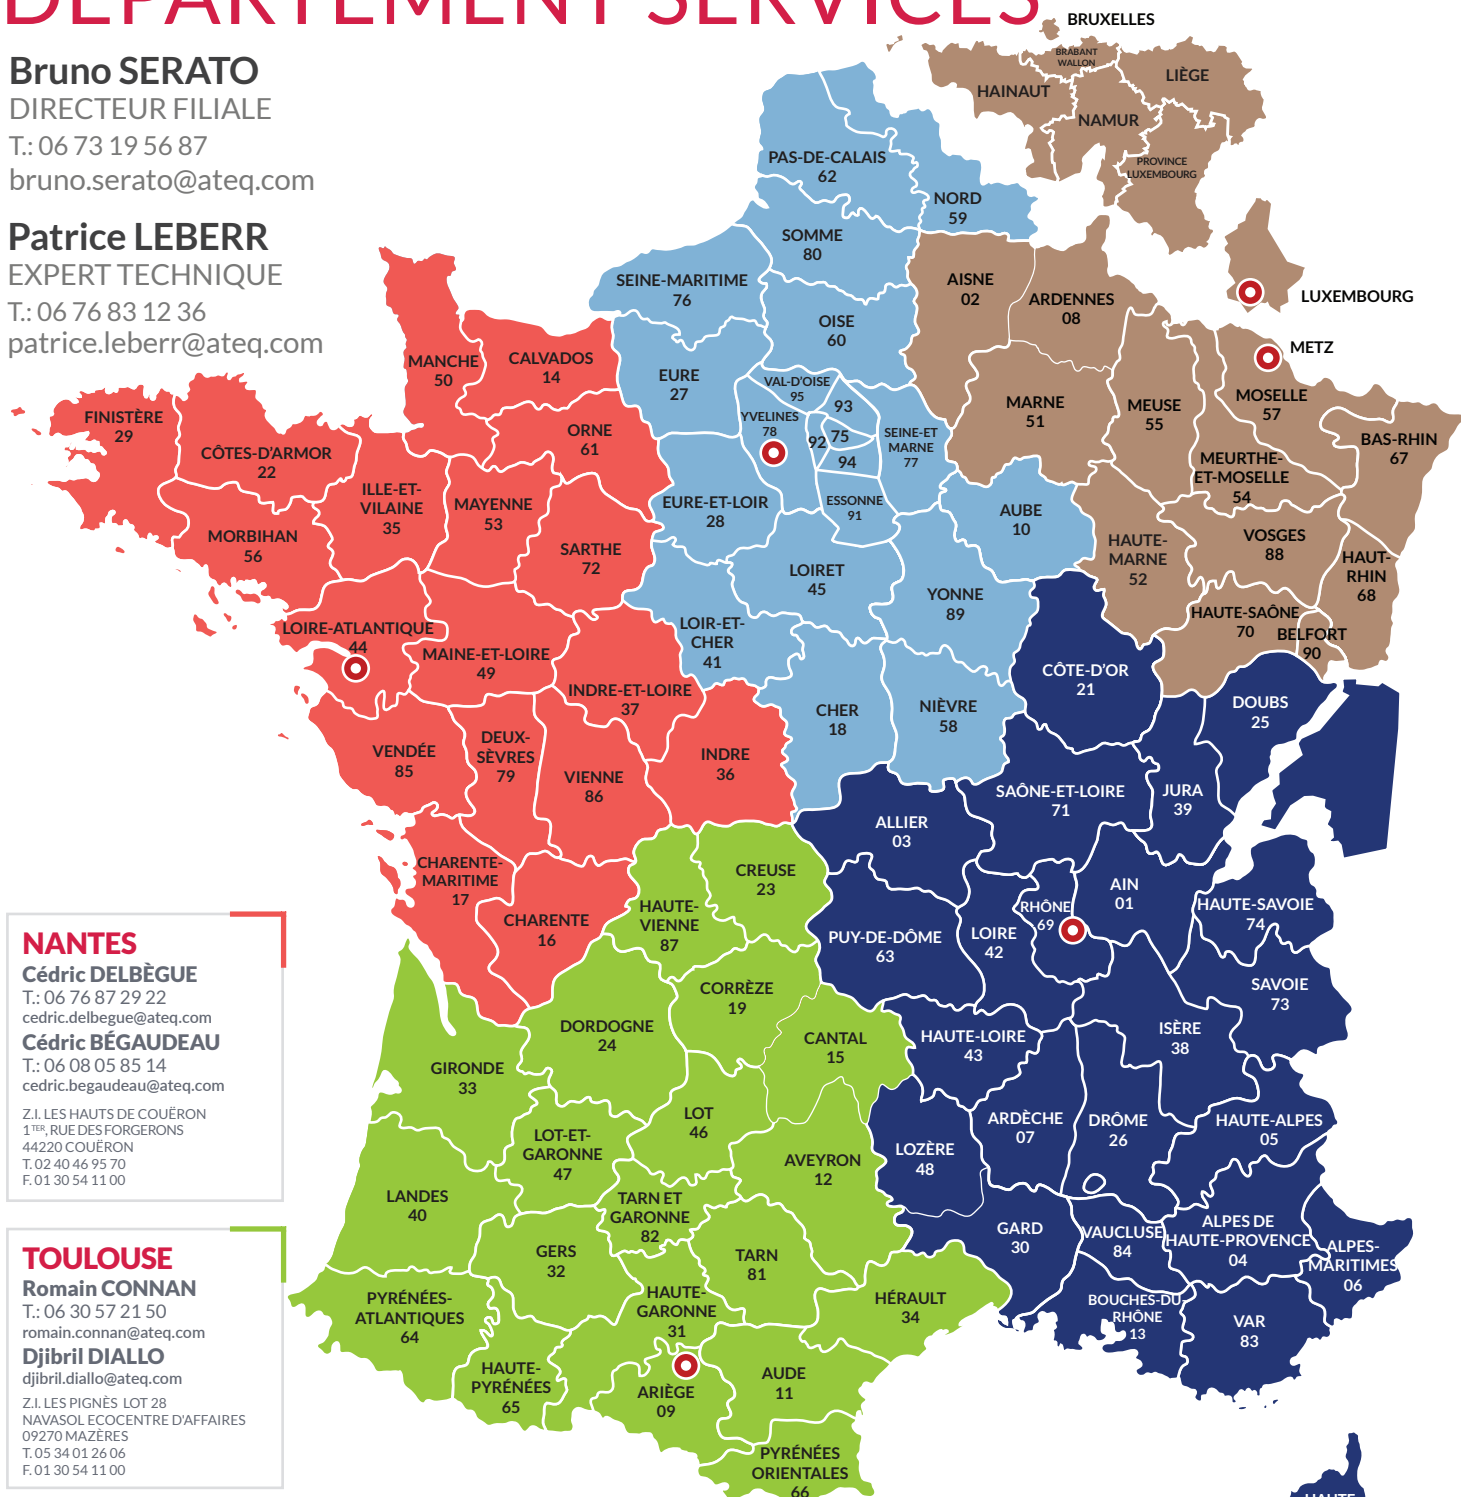 DÉPARTEMENT SERVICES
Bruno SERATO
DIRECTEUR FILIALE
T.: 06 73 19 56 87
bruno.serato@ateq.com
Patrice LEBERR
EXPERT TECHNIQUE
T.: 06 76 83 12 36
patrice.leberr@ateq.com
BRUXELLES
BRABANT
WALLON
HAINAUT
LIÈGE
NAMUR
PROVINCE
LUXEMBOURG
LUXEMBOURG
METZ
PAS-DE-CALAIS
62
NORD
59
SOMME
80
SEINE-MARITIME
76
OISE
60
EURE
27
VAL-D'OISE
95
93
YVELINES
78
92
75
94
SEINE-ET
MARNE
77
ESSONNE
91
EURE-ET-LOIR
28
LOIRET
45
AUBE
10
YONNE
89
LOIR-ET-
CHER
41
CHER
18
NIÈVRE
58
AISNE
02
ARDENNES
08
MARNE
51
MEUSE
55
MOSELLE
57
MEURTHE-
ET-MOSELLE
54
BAS-RHIN
67
VOSGES
88
HAUTE-
MARNE
52
HAUT-
RHIN
68
HAUTE-SAÔNE
70
BELFORT
90
MANCHE
50
CALVADOS
14
ORNE
61
FINISTÈRE
29
CÔTES-D'ARMOR
22
ILLE-ET-
VILAINE
35
MAYENNE
53
MORBIHAN
56
SARTHE
72
LOIRE-ATLANTIQUE
44
MAINE-ET-LOIRE
49
INDRE-ET-LOIRE
37
VENDÉE
85
DEUX-
SÈVRES
79
VIENNE
86
INDRE
36
CHARENTE-
MARITIME
17
CHARENTE
16
CÔTE-D'OR
21
DOUBS
25
SAÔNE-ET-LOIRE
71
JURA
39
ALLIER
03
AIN
01
RHÔNE
69
LOIRE
42
PUY-DE-DÔME
63
HAUTE-SAVOIE
74
SAVOIE
73
ISÈRE
38
HAUTE-LOIRE
43
ARDÈCHE
07
DRÔME
26
HAUTE-ALPES
05
LOZÈRE
48
GARD
30
VAUCLUSE
84
ALPES DE
HAUTE-PROVENCE
04
ALPES-
MARITIMES
06
BOUCHES-DU-
RHÔNE
13
VAR
83
HAUTE
CREUSE
23
HAUTE-
VIENNE
87
CORRÈZE
19
DORDOGNE
24
CANTAL
15
GIRONDE
33
LOT
46
LOT-ET-
GARONNE
47
AVEYRON
12
LANDES
40
TARN ET
GARONNE
82
GERS
32
TARN
81
HAUTE-
GARONNE
31
HÉRAULT
34
PYRÉNÉES-
ATLANTIQUES
64
HAUTE-
PYRÉNÉES
65
ARIÈGE
09
AUDE
11
PYRÉNÉES
ORIENTALES
66
NANTES
Cédric DELBÈGUE
T.: 06 76 87 29 22
cedric.delbegue@ateq.com
Cédric BÉGAUDEAU
T.: 06 08 05 85 14
cedric.begaudeau@ateq.com
Z.I. LES HAUTS DE COUËRON
1TER, RUE DES FORGERONS
44220 COUËRON
T. 02 40 46 95 70
F. 01 30 54 11 00
TOULOUSE
Romain CONNAN
T.: 06 30 57 21 50
romain.connan@ateq.com
Djibril DIALLO
djibril.diallo@ateq.com
Z.I. LES PIGNÈS LOT 28
NAVASOL ECOCENTRE D'AFFAIRES
09270 MAZÈRES
T. 05 34 01 26 06
F. 01 30 54 11 00